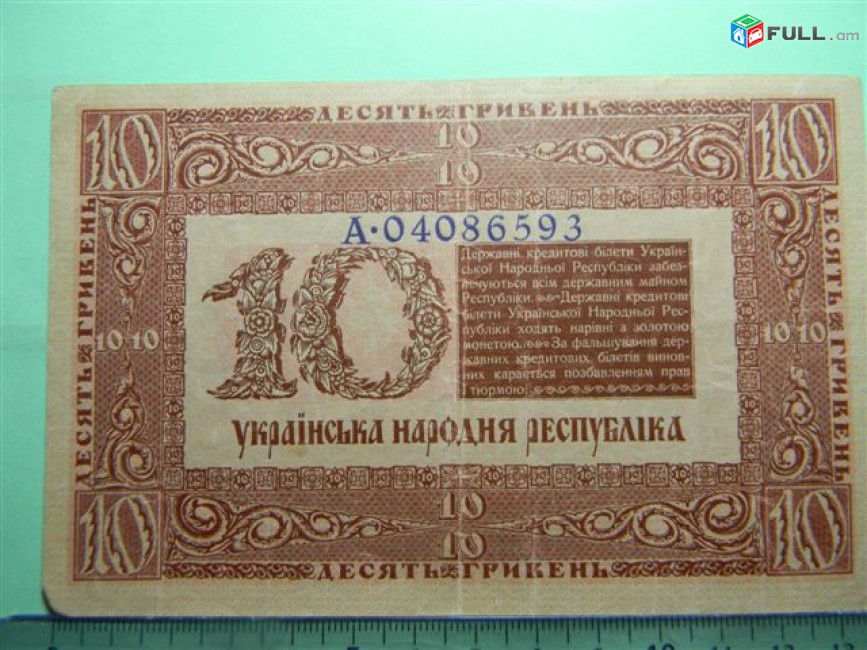 FULL.am
ДЕСЯТЬ ГРИВЕНЬ
10 10 10
10
А·04086593
10
Державні кредитові білети Україн-
ської Народньої Республіки забез-
печуються всім державним майном
Республіки. Державні кредитові
білети Української Народньої Рес-
публіки ходять нарівні з золотою
монетою. За фальшування дер-
жавних кредитових білетів винов-
них карається позбавленням прав
і тюрмою.
ДЕСЯТЬ ГРИВЕНЬ
10 10
10 10
ДЕСЯТЬ ГРИВЕНЬ
УКРАЇНСЬКА НАРОДНЯ РЕСПУБЛІКА
10
10 10 10
ДЕСЯТЬ ГРИВЕНЬ
10